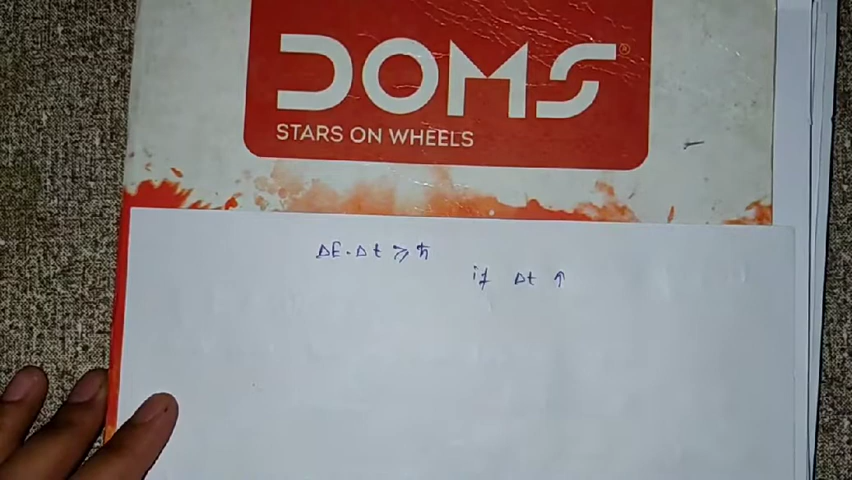 DOMS®
STARS ON WHEELS
ΔE·Δt ⩾ ħ
if Δt ↑